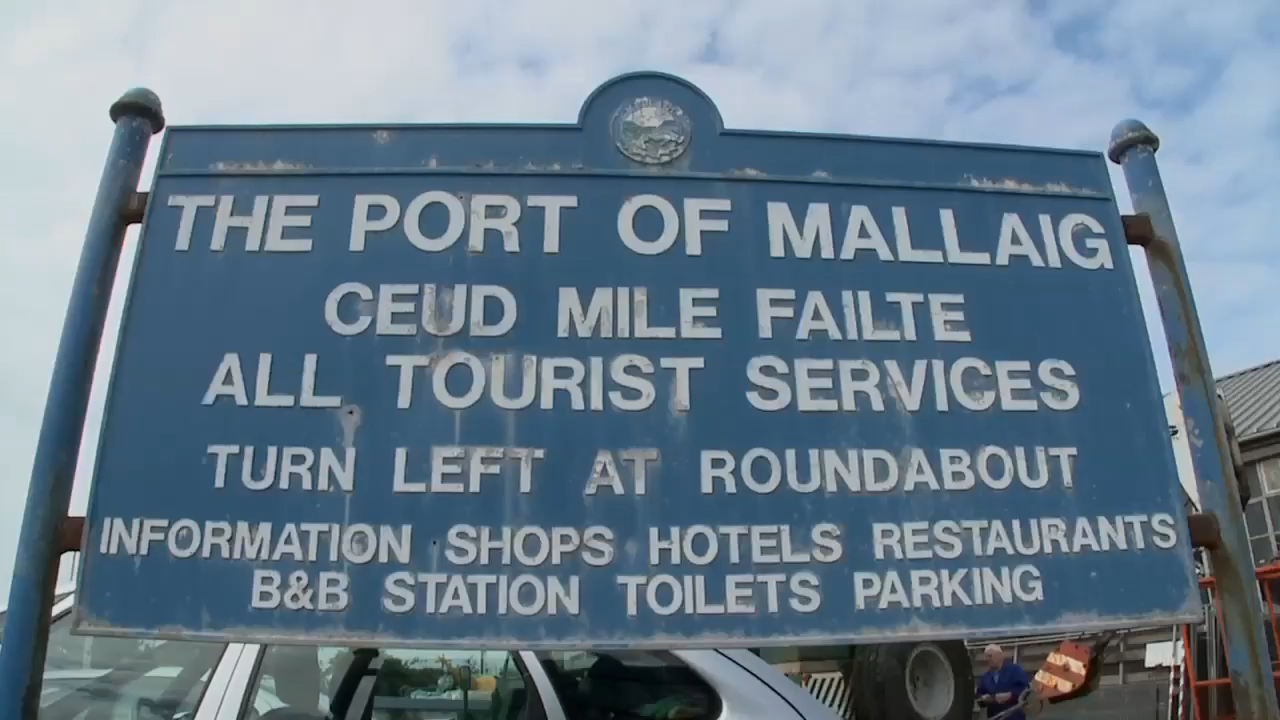 THE PORT OF MALLAIG
CEUD MILE FAILTE
ALL TOURIST SERVICES
TURN LEFT AT ROUNDABOUT
INFORMATION SHOPS HOTELS RESTAURANTS
B&B STATION TOILETS PARKING